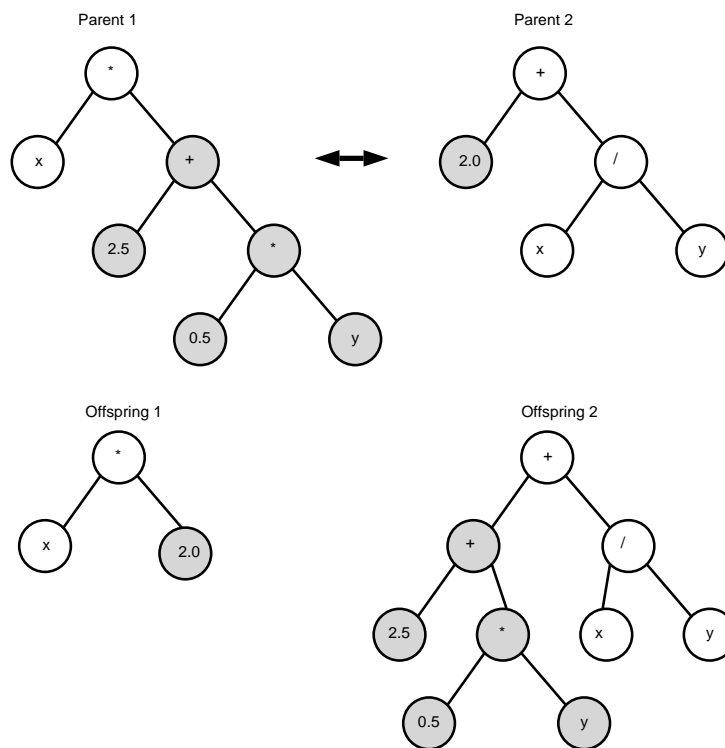 Parent 1
Parent 2
*
+
x
+
2.0
/
2.5
*
x
y
0.5
y
Offspring 1
Offspring 2
*
+
x
2.0
+
/
2.5
*
x
y
0.5
y